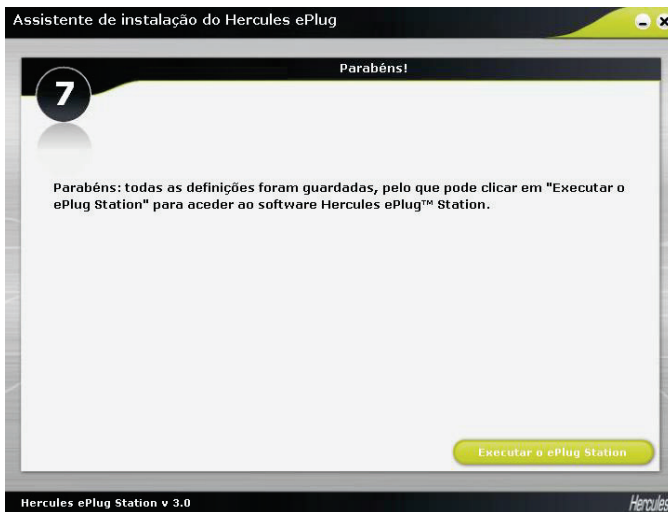 Assistente de instalação do Hercules ePlug
Parabéns!
7
Parabéns: todas as definições foram guardadas, pelo que pode clicar em "Executar o
ePlug Station" para aceder ao software Hercules ePlug™ Station.
Executar o ePlug Station
Hercules ePlug Station v 3.0
Hercules